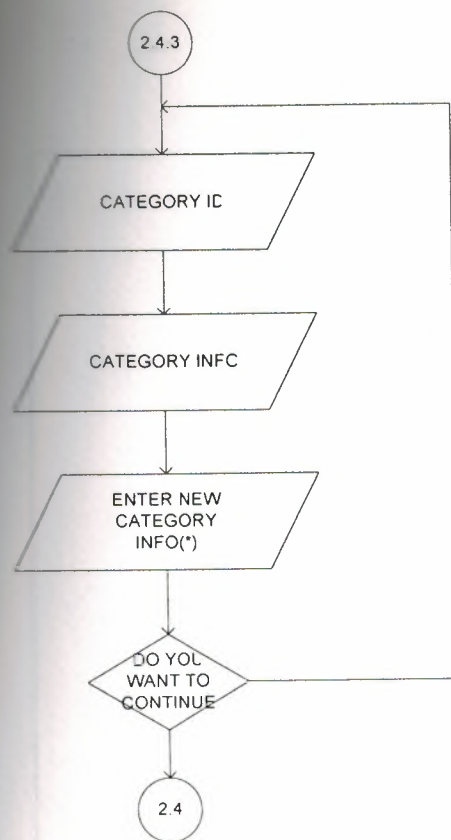 2.4.3
CATEGORY ID
CATEGORY INFO
ENTER NEW
CATEGORY
INFO(*)
DO YOU
WANT TO
CONTINUE
2.4